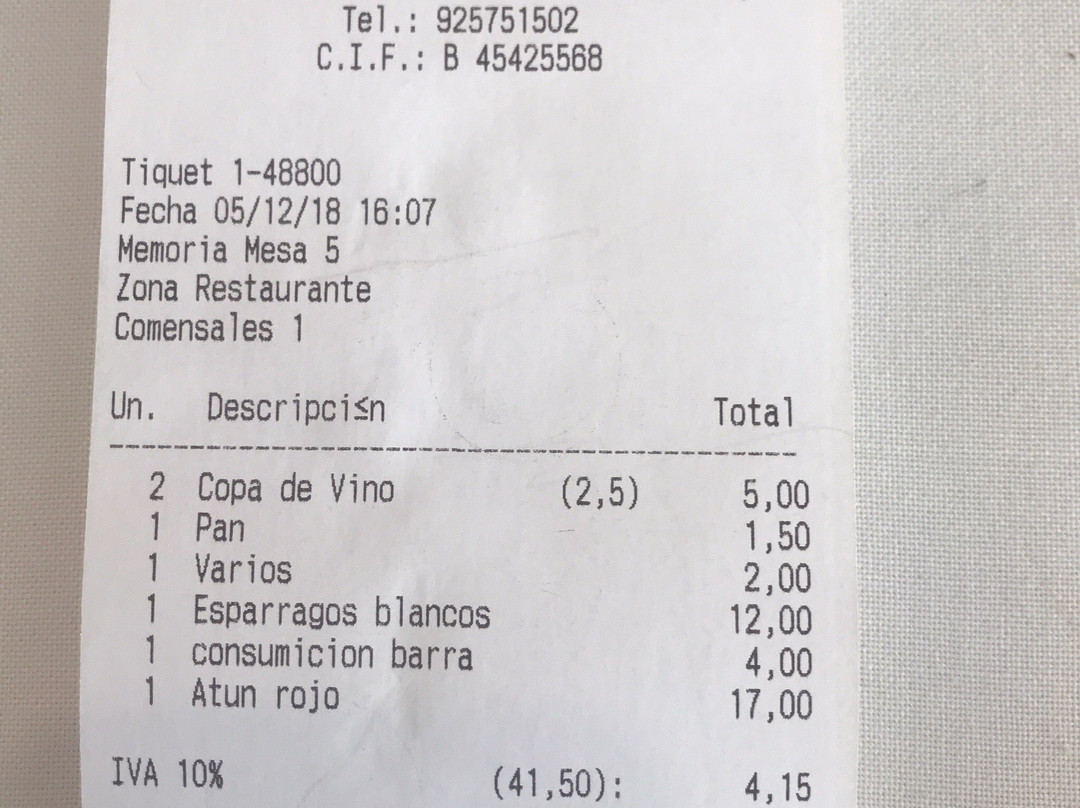 Tel.: 925751502
C.I.F.: B 45425568
Tiquet 1-48800
Fecha 05/12/18 16:07
Memoria Mesa 5
Zona Restaurante
Comensales 1
Un. Descripci≤n Total
2 Copa de Vino (2,5) 5,00
1 Pan 1,50
1 Varios 2,00
1 Esparragos blancos 12,00
1 consumicion barra 4,00
1 Atun rojo 17,00
IVA 10% (41,50): 4,15